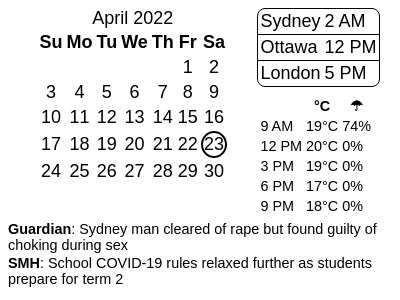 April 2022
Su Mo Tu We Th Fr Sa
1 2
3 4 5 6 7 8 9
10 11 12 13 14 15 16
17 18 19 20 21 22 23
24 25 26 27 28 29 30
Sydney 2 AM
Ottawa 12 PM
London 5 PM
°C ☂
9 AM 19°C 74%
12 PM 20°C 0%
3 PM 19°C 0%
6 PM 17°C 0%
9 PM 18°C 0%
Guardian: Sydney man cleared of rape but found guilty of
choking during sex
SMH: School COVID-19 rules relaxed further as students
prepare for term 2